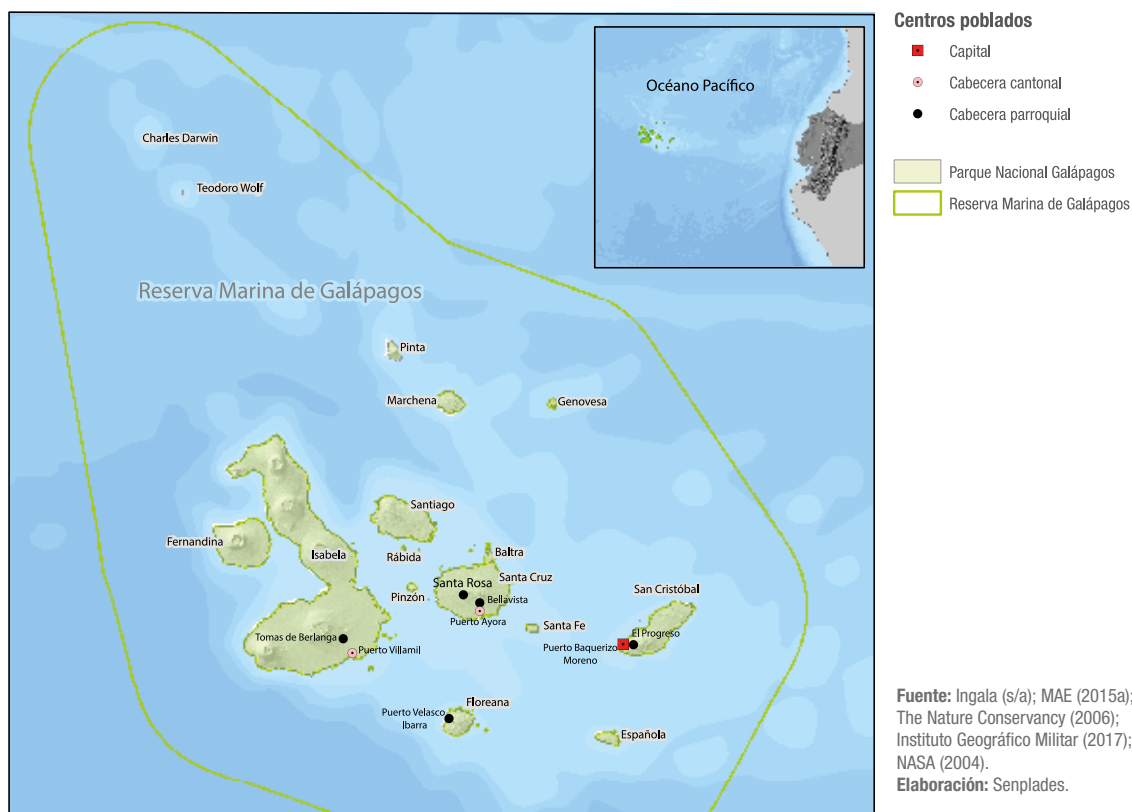 Océano Pacífico
Charles Darwin
Teodoro Wolf
Reserva Marina de Galápagos
Pinta
Marchena
Genovesa
Santiago
Fernandina
Isabela
Rábida
Baltra
Santa Rosa
Santa Cruz
Pinzón
Bellavista
Puerto Ayora
San Cristóbal
Santa Fe
El Progreso
Puerto Baquerizo
Moreno
Tomas de Berlanga
Puerto Villamil
Floreana
Puerto Velasco
Ibarra
Española
Centros poblados
Capital
Cabecera cantonal
Cabecera parroquial
Parque Nacional Galápagos
Reserva Marina de Galápagos
Fuente: Ingala (s/a); MAE (2015a);
The Nature Conservancy (2006);
Instituto Geográfico Militar (2017);
NASA (2004).
Elaboración: Senplades.